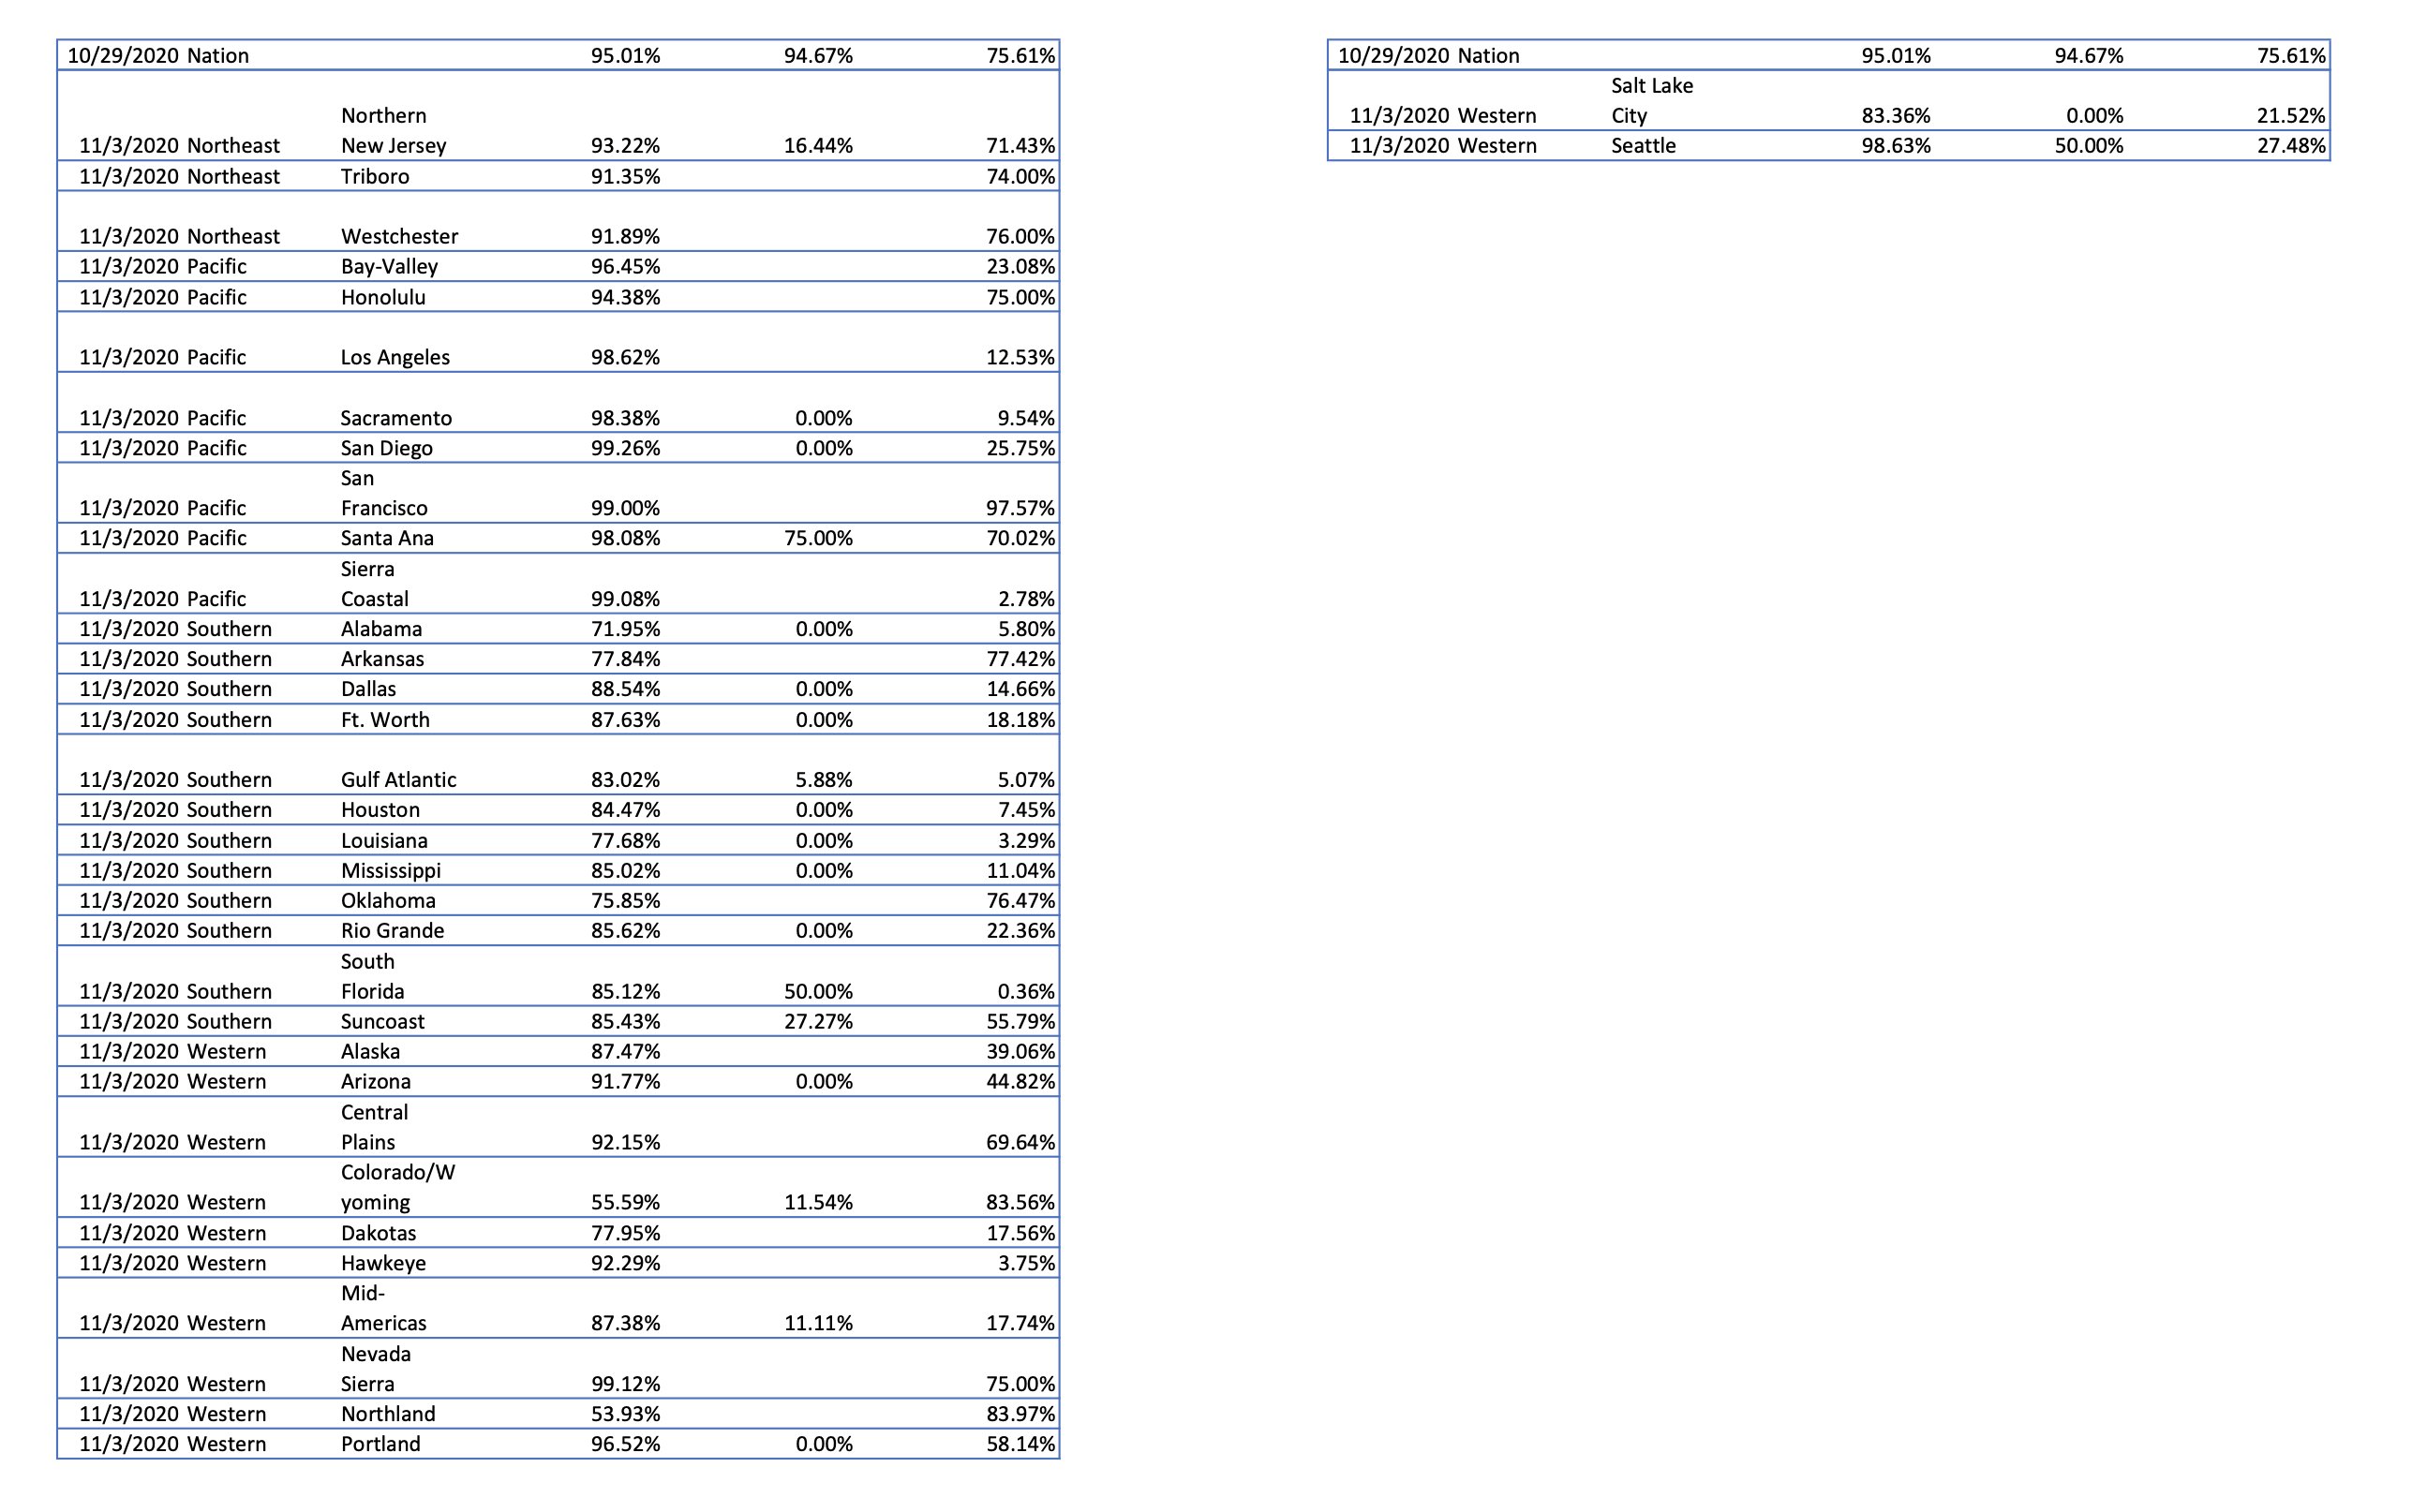 10/29/2020 Nation 95.01% 94.67% 75.61%
Northern
11/3/2020 Northeast New Jersey 93.22% 16.44% 71.43%
11/3/2020 Northeast Triboro 91.35% 74.00%
11/3/2020 Northeast Westchester 91.89% 76.00%
11/3/2020 Pacific Bay-Valley 96.45% 23.08%
11/3/2020 Pacific Honolulu 94.38% 75.00%
11/3/2020 Pacific Los Angeles 98.62% 12.53%
11/3/2020 Pacific Sacramento 98.38% 0.00% 9.54%
11/3/2020 Pacific San Diego 99.26% 0.00% 25.75%
San
11/3/2020 Pacific Francisco 99.00% 97.57%
11/3/2020 Pacific Santa Ana 98.08% 75.00% 70.02%
Sierra
11/3/2020 Pacific Coastal 99.08% 2.78%
11/3/2020 Southern Alabama 71.95% 0.00% 5.80%
11/3/2020 Southern Arkansas 77.84% 77.42%
11/3/2020 Southern Dallas 88.54% 0.00% 14.66%
11/3/2020 Southern Ft. Worth 87.63% 0.00% 18.18%
11/3/2020 Southern Gulf Atlantic 83.02% 5.88% 5.07%
11/3/2020 Southern Houston 84.47% 0.00% 7.45%
11/3/2020 Southern Louisiana 77.68% 0.00% 3.29%
11/3/2020 Southern Mississippi 85.02% 0.00% 11.04%
11/3/2020 Southern Oklahoma 75.85% 76.47%
11/3/2020 Southern Rio Grande 85.62% 0.00% 22.36%
South
11/3/2020 Southern Florida 85.12% 50.00% 0.36%
11/3/2020 Southern Suncoast 85.43% 27.27% 55.79%
11/3/2020 Western Alaska 87.47% 39.06%
11/3/2020 Western Arizona 91.77% 0.00% 44.82%
Central
11/3/2020 Western Plains 92.15% 69.64%
Colorado/W
11/3/2020 Western yoming 55.59% 11.54% 83.56%
11/3/2020 Western Dakotas 77.95% 17.56%
11/3/2020 Western Hawkeye 92.29% 3.75%
Mid-
11/3/2020 Western Americas 87.38% 11.11% 17.74%
Nevada
11/3/2020 Western Sierra 99.12% 75.00%
11/3/2020 Western Northland 53.93% 83.97%
11/3/2020 Western Portland 96.52% 0.00% 58.14%
10/29/2020 Nation 95.01% 94.67% 75.61%
Salt Lake
11/3/2020 Western City 83.36% 0.00% 21.52%
11/3/2020 Western Seattle 98.63% 50.00% 27.48%